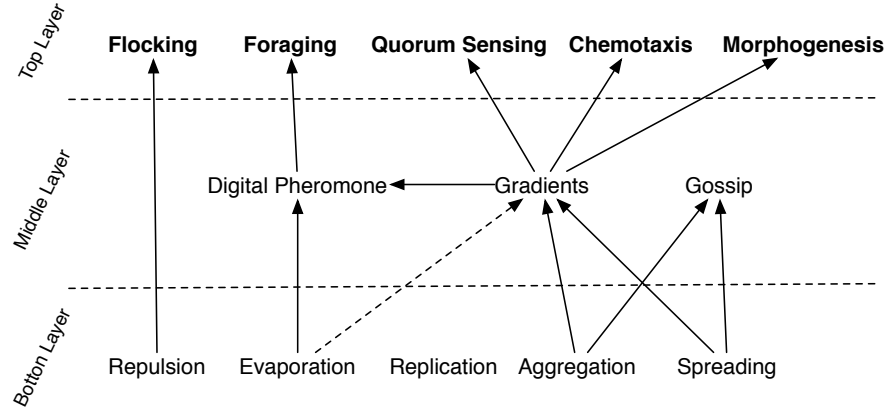 Top Layer
Flocking Foraging Quorum Sensing Chemotaxis Morphogenesis
Middle Layer
Digital Pheromone Gradients Gossip
Botton Layer
Repulsion Evaporation Replication Aggregation Spreading